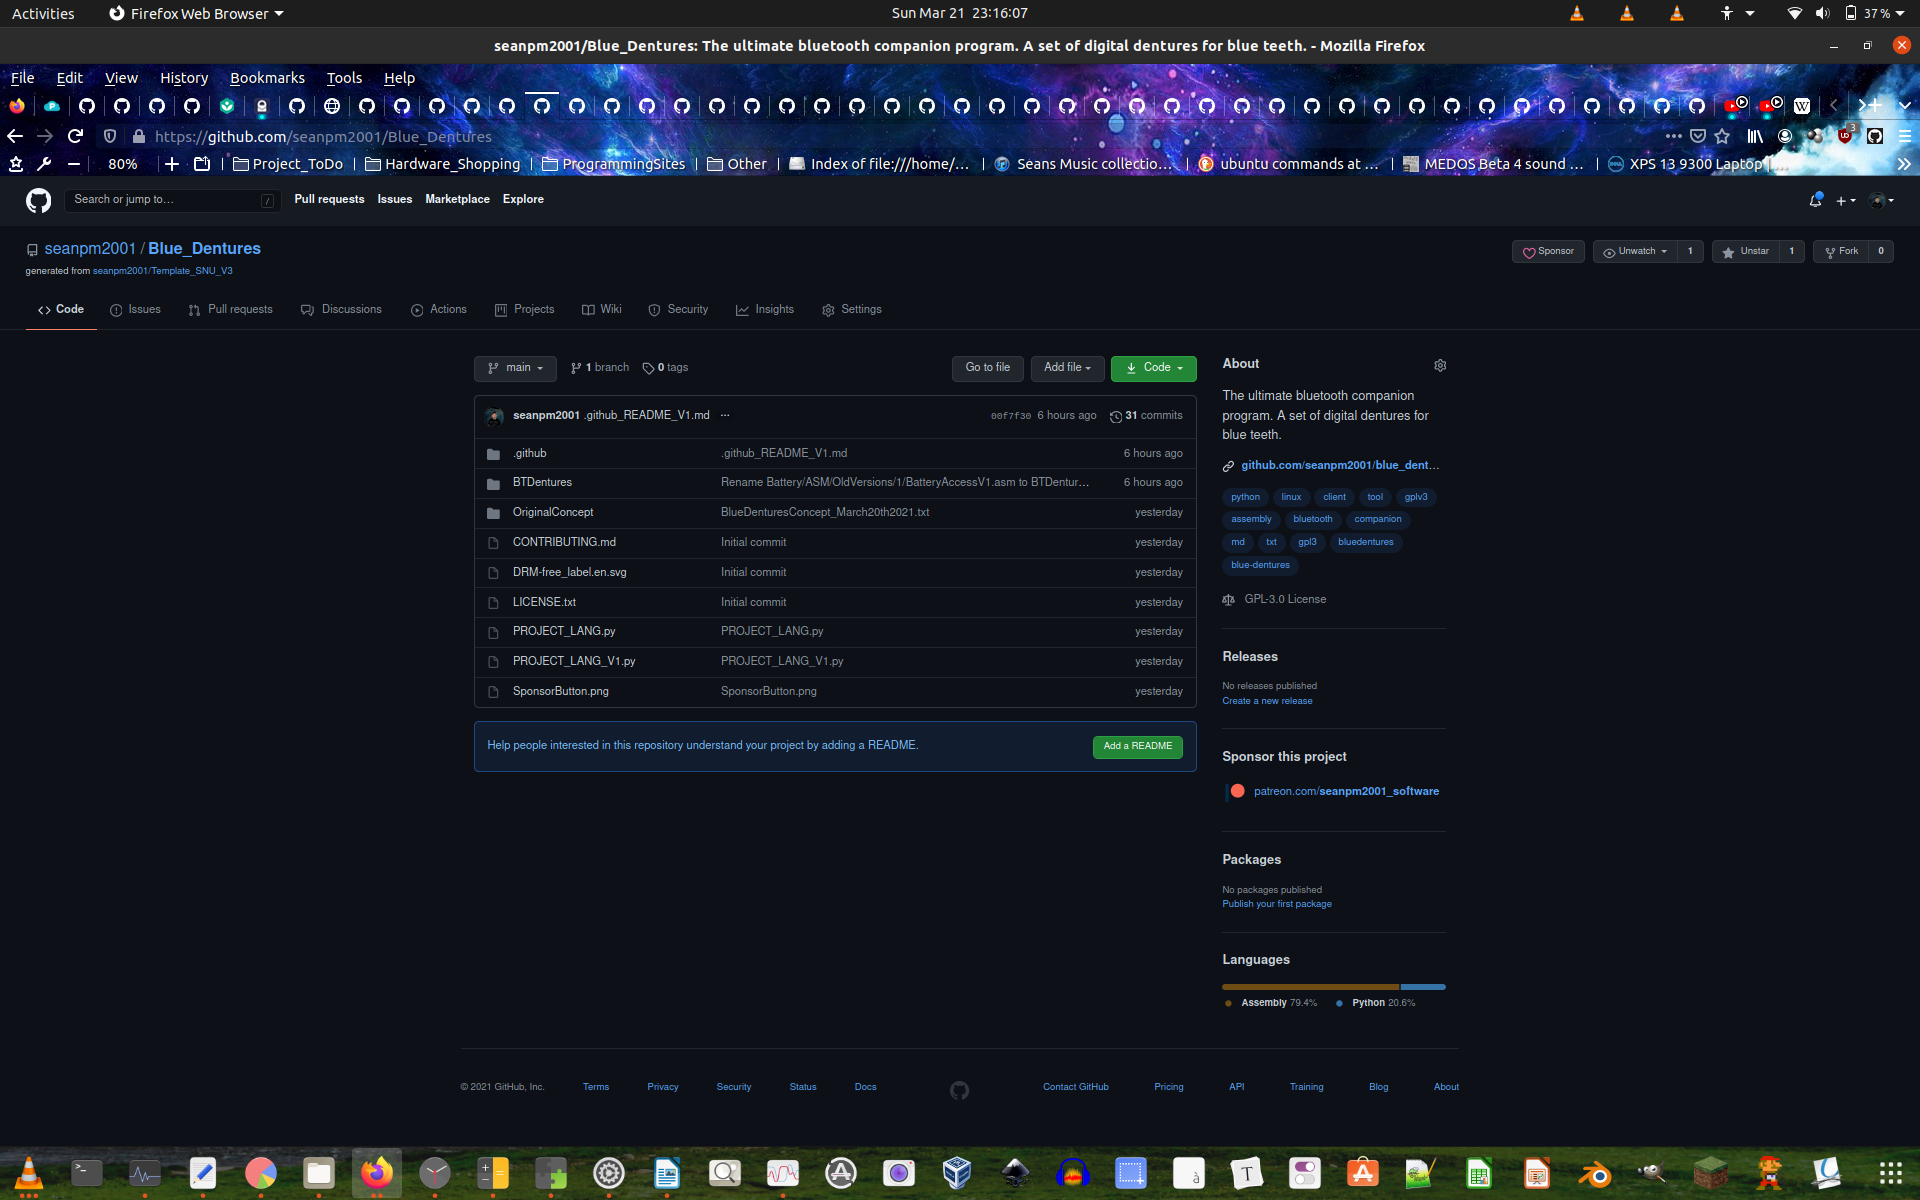 Activities Firefox Web Browser Sun Mar 21 23:16:07 37 %
seanpm2001/Blue_Dentures: The ultimate bluetooth companion program. A set of digital dentures for blue teeth. - Mozilla Firefox
File Edit View History Bookmarks Tools Help
https://github.com/seanpm2001/Blue_Dentures 3
80% Project_ToDo Hardware_Shopping ProgrammingSites Other Index of file:///home/... Seans Music collectio... ubuntu commands at ... MEDOS Beta 4 sound ... XPS 13 9300 Laptop
Search or jump to... / Pull requests Issues Marketplace Explore
seanpm2001 / Blue_Dentures Sponsor Unwatch 1 Unstar 1 Fork 0
generated from seanpm2001/Template_SNU_V3
Code Issues Pull requests Discussions Actions Projects Wiki Security Insights Settings
main 1 branch 0 tags Go to file Add file Code
seanpm2001 .github_README_V1.md ... 00f7f30 6 hours ago 31 commits
.github .github_README_V1.md 6 hours ago
BTDentures Rename Battery/ASM/OldVersions/1/BatteryAccessV1.asm to BTDentur... 6 hours ago
OriginalConcept BlueDenturesConcept_March20th2021.txt yesterday
CONTRIBUTING.md Initial commit yesterday
DRM-free_label.en.svg Initial commit yesterday
LICENSE.txt Initial commit yesterday
PROJECT_LANG.py PROJECT_LANG.py yesterday
PROJECT_LANG_V1.py PROJECT_LANG_V1.py yesterday
SponsorButton.png SponsorButton.png yesterday
Help people interested in this repository understand your project by adding a README. Add a README
About
The ultimate bluetooth companion
program. A set of digital dentures for
blue teeth.
github.com/seanpm2001/blue_dent...
python linux client tool gplv3
assembly bluetooth companion
md txt gpl3 bluedentures
blue-dentures
GPL-3.0 License
Releases
No releases published
Create a new release
Sponsor this project
patreon.com/seanpm2001_software
Packages
No packages published
Publish your first package
Languages
Assembly 79.4% Python 20.6%
© 2021 GitHub, Inc. Terms Privacy Security Status Docs Contact GitHub Pricing API Training Blog About